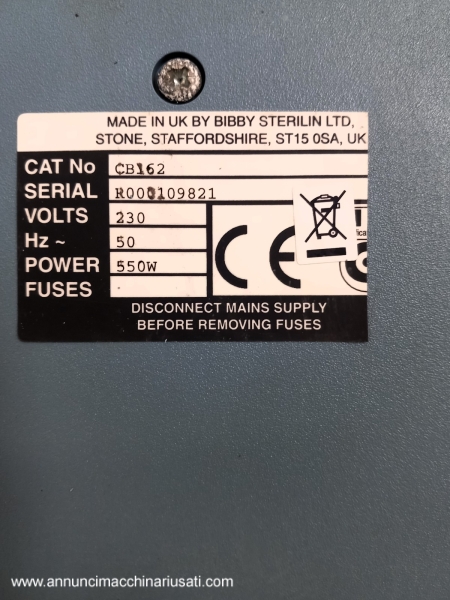 MADE IN UK BY BIBBY STERILIN LTD,
STONE, STAFFORDSHIRE, ST15 0SA, UK
CAT No CB162
SERIAL R000109821
VOLTS 230
Hz ~ 50
POWER 550W
FUSES
CE
DISCONNECT MAINS SUPPLY
BEFORE REMOVING FUSES
www.annuncimacchinariusati.com